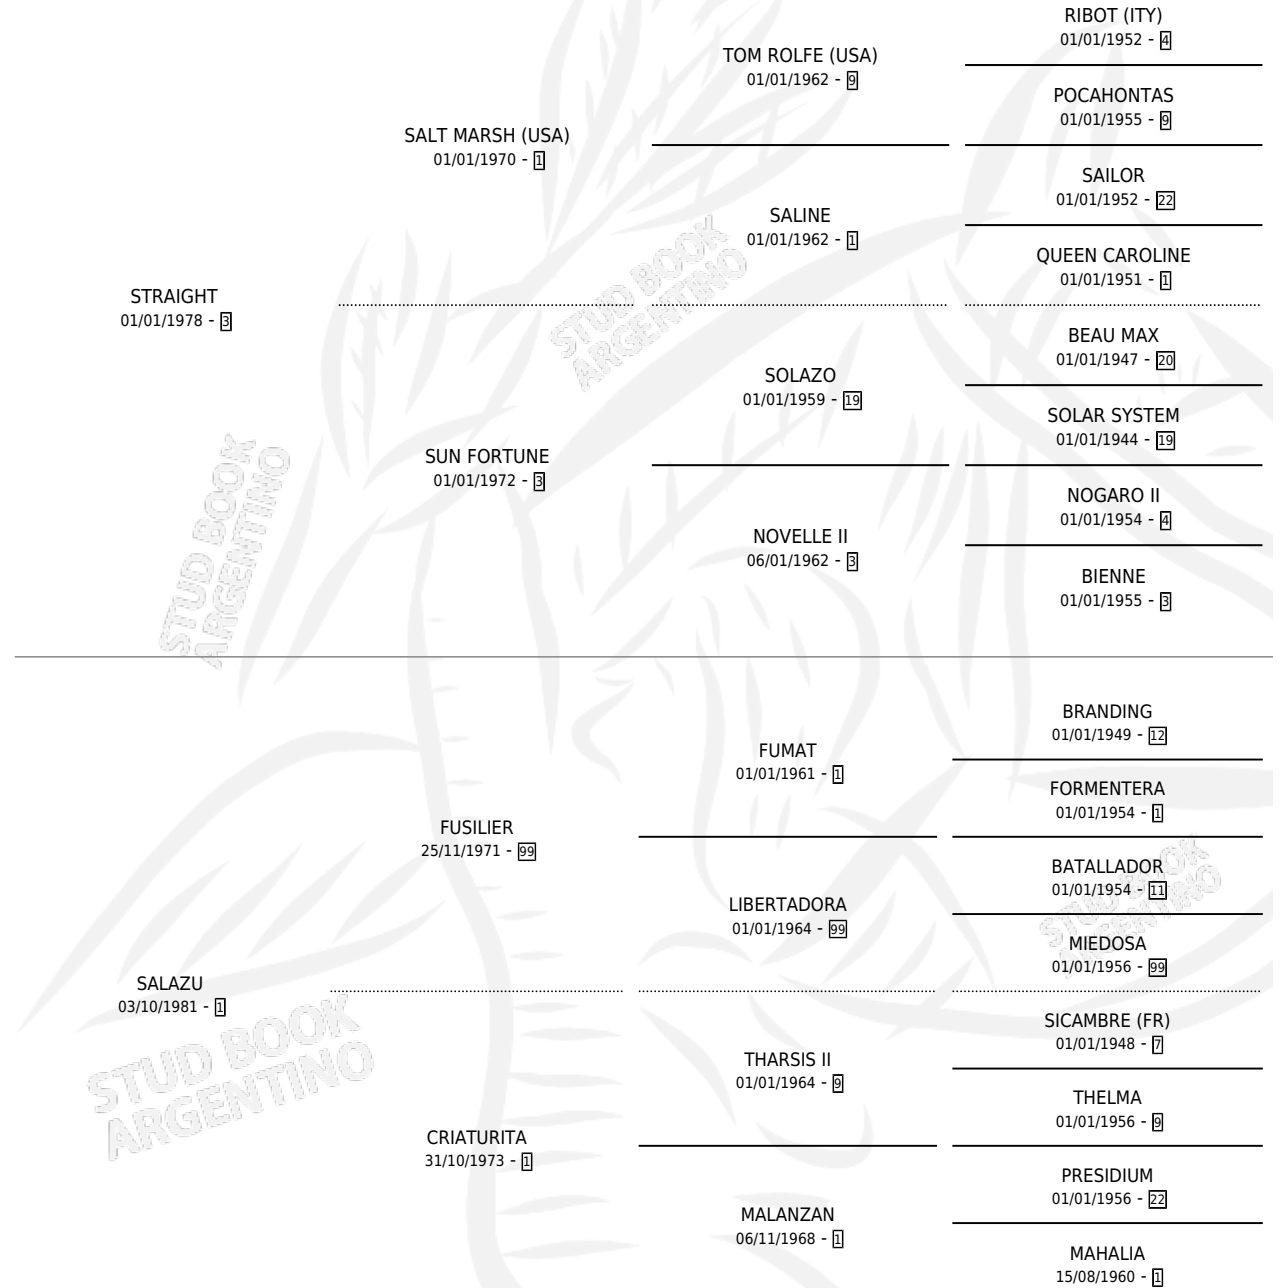 STRAIGHT
01/01/1978 - 3
SALT MARSH (USA)
01/01/1970 - 1
SUN FORTUNE
01/01/1972 - 3
TOM ROLFE (USA)
01/01/1962 - 9
SALINE
01/01/1962 - 1
SOLAZO
01/01/1959 - 19
NOVELLE II
06/01/1962 - 3
RIBOT (ITY)
01/01/1952 - 4
POCAHONTAS
01/01/1955 - 9
SAILOR
01/01/1952 - 22
QUEEN CAROLINE
01/01/1951 - 1
BEAU MAX
01/01/1947 - 20
SOLAR SYSTEM
01/01/1944 - 19
NOGARO II
01/01/1954 - 4
BIENNE
01/01/1955 - 3
SALAZU
03/10/1981 - 1
FUSILIER
25/11/1971 - 99
CRIATURITA
31/10/1973 - 1
FUMAT
01/01/1961 - 1
LIBERTADORA
01/01/1964 - 99
THARSIS II
01/01/1964 - 9
MALANZAN
06/11/1968 - 1
BRANDING
01/01/1949 - 12
FORMENTERA
01/01/1954 - 1
BATALLADOR
01/01/1954 - 11
MIEDOSA
01/01/1956 - 99
SICAMBRE (FR)
01/01/1948 - 7
THELMA
01/01/1956 - 9
PRESIDIUM
01/01/1956 - 22
MAHALIA
15/08/1960 - 1
STUD BOOK
ARGENTINO
STUD BOOK
ARGENTINO
STUD BOOK
ARGENTINO
STUD BOOK
ARGENTINO